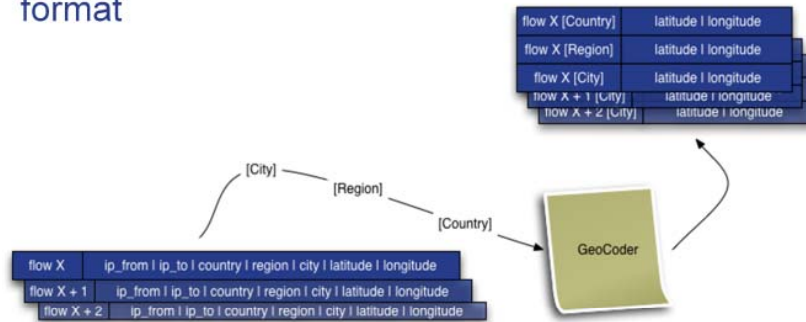 format
flow X [Country] latitude | longitude
flow X [Region] latitude | longitude
flow X [City] latitude | longitude
flow X + 1 [City] latitude | longitude
flow X + 2 [City] latitude | longitude
[City]
[Region]
[Country]
GeoCoder
flow X ip_from | ip_to | country | region | city | latitude | longitude
flow X + 1 ip_from | ip_to | country | region | city | latitude | longitude
flow X + 2 ip_from | ip_to | country | region | city | latitude | longitude